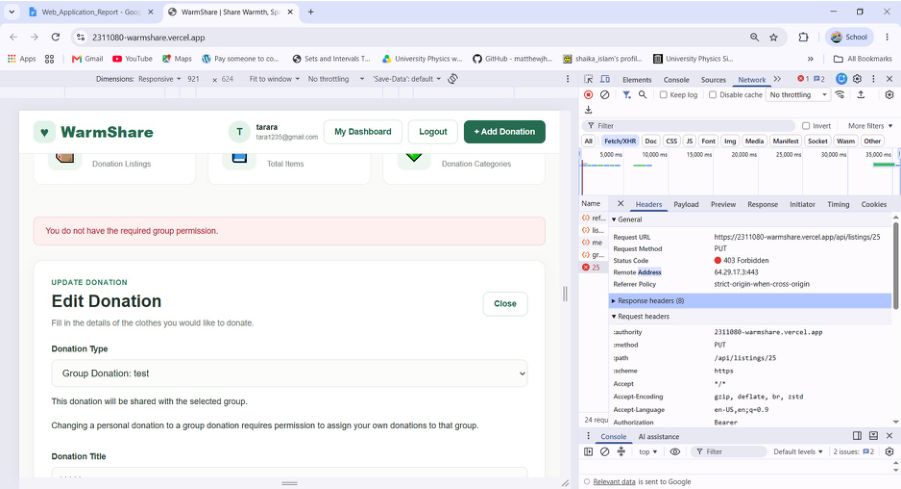 Web_Application_Report - Goog
WarmShare | Share Warmth, Sp
2311080-warmshare.vercel.app
School
Apps
Gmail
YouTube
Maps
Pay someone to co...
Sets and Intervals T...
University Physics w...
GitHub - matthewjh...
shaika_islam's profil...
University Physics Si...
All Bookmarks
Dimensions: Responsive
921 × 624
Fit to window
No throttling
'Save-Data': default
WarmShare
T
tarara
tara1235@gmail.com
My Dashboard
Logout
+ Add Donation
Donation Listings
Total Items
Donation Categories
You do not have the required group permission.
UPDATE DONATION
Edit Donation
Close
Fill in the details of the clothes you would like to donate.
Donation Type
Group Donation: test
This donation will be shared with the selected group.
Changing a personal donation to a group donation requires permission to assign your own donations to that group.
Donation Title
Elements Console Sources Network
1 2
Keep log Disable cache No throttling
Filter Invert More filters
All Fetch/XHR Doc CSS JS Font Img Media Manifest Socket Wasm Other
5,000 ms 10,000 ms 15,000 ms 20,000 ms 25,000 ms 30,000 ms 35,000 ms
Name
Headers Payload Preview Response Initiator Timing Cookies
ref...
lis...
me
gr...
25
24 requ
General
Request URL https://2311080-warmshare.vercel.app/api/listings/25
Request Method PUT
Status Code 403 Forbidden
Remote Address 64.29.17.3:443
Referrer Policy strict-origin-when-cross-origin
Response headers (8)
Request headers
:authority 2311080-warmshare.vercel.app
:method PUT
:path /api/listings/25
:scheme https
Accept */*
Accept-Encoding gzip, deflate, br, zstd
Accept-Language en-US,en;q=0.9
Authorization Bearer
Console AI assistance
top Filter Default levels 2 issues: 2
Relevant data is sent to Google